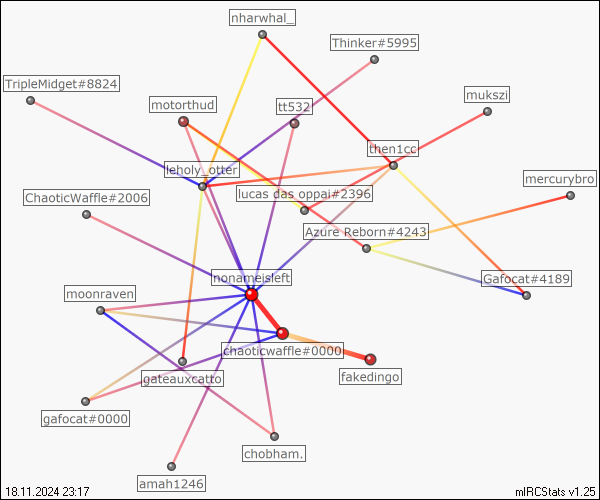 nharwhal_
Thinker#5995
TripleMidget#8824
mukszi
motorthud
tt532
then1cc
leholy_otter
mercurybro
lucas das oppai#2396
ChaoticWaffle#2006
Azure Reborn#4243
nonameisleft
Gafocat#4189
moonraven
chaoticwaffle#0000
gateauxcatto
fakedingo
gafocat#0000
chobham.
amah1246
18.11.2024 23:17
mIRCStats v1.25